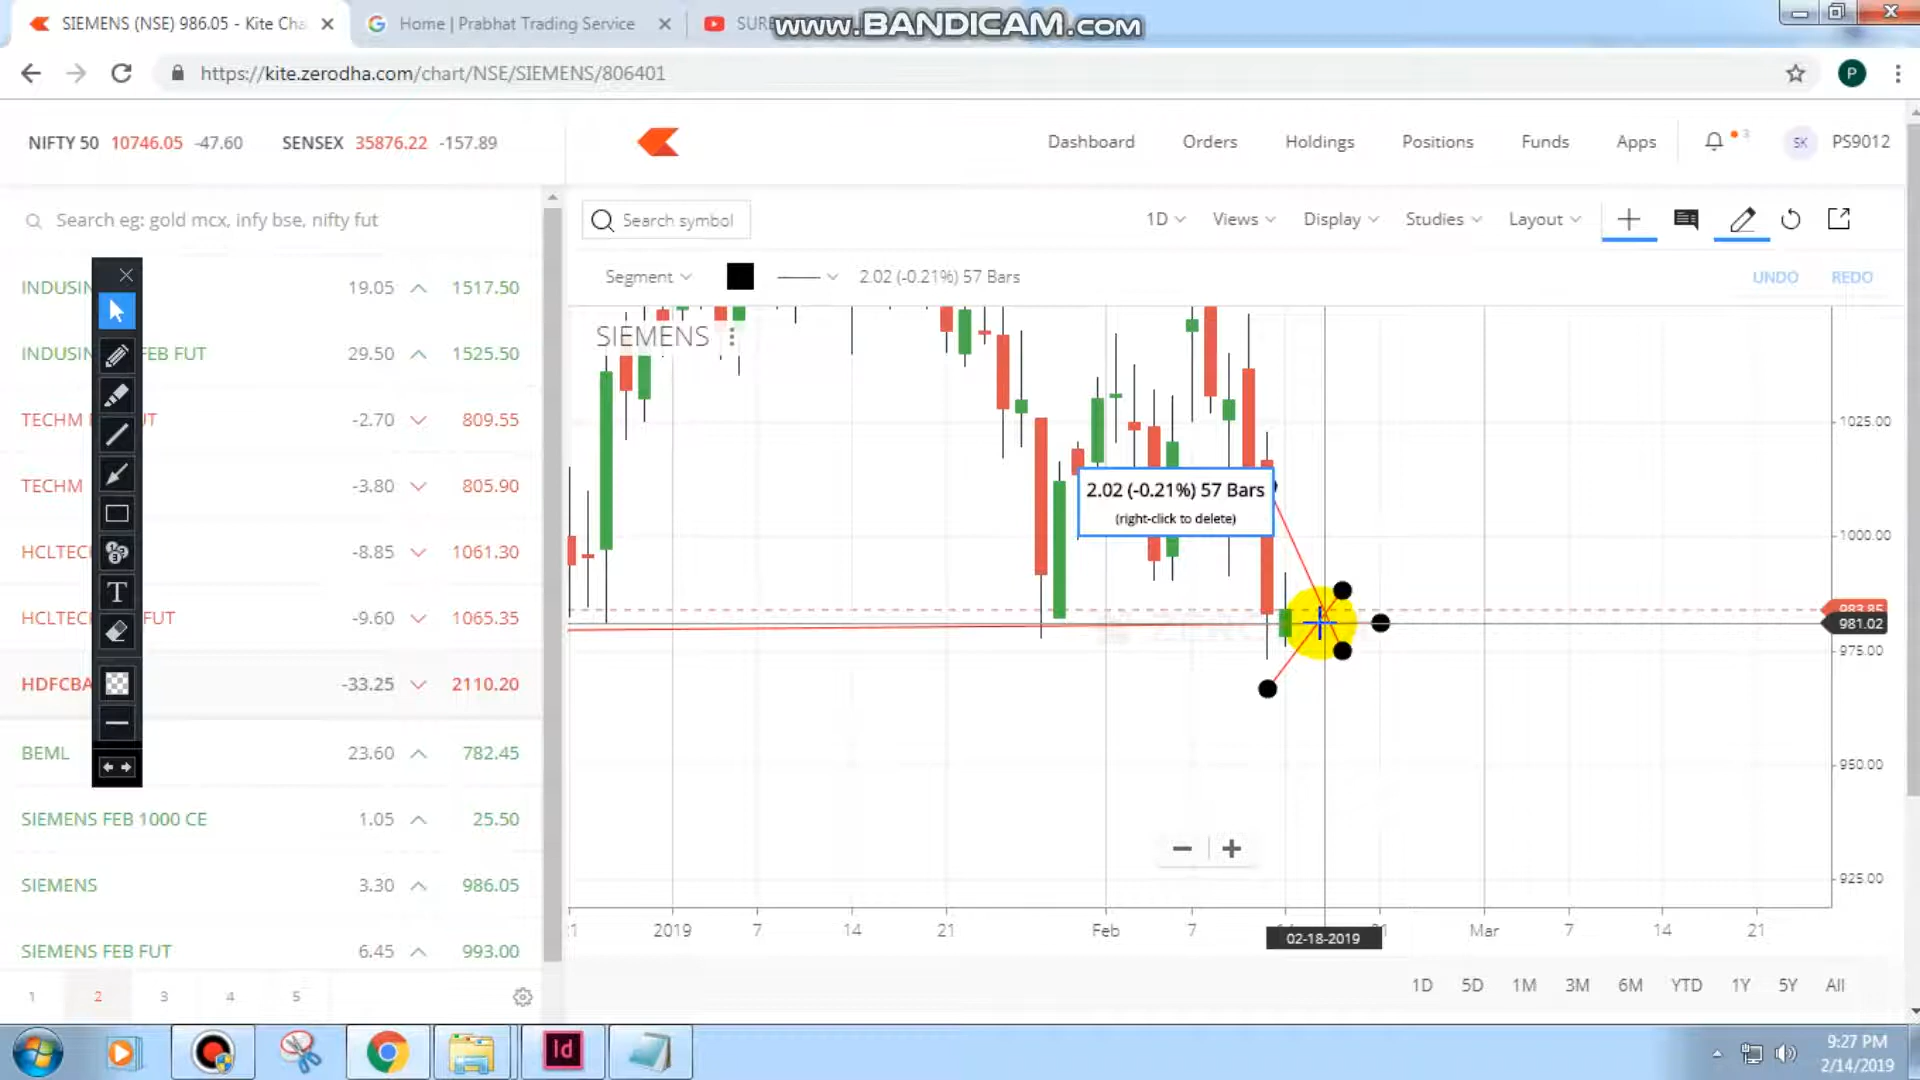 SIEMENS (NSE) 986.05 - Kite Cha
Home | Prabhat Trading Service
SURE
www.BANDICAM.com
https://kite.zerodha.com/chart/NSE/SIEMENS/806401
P
NIFTY 50 10746.05 -47.60 SENSEX 35876.22 -157.89
Dashboard Orders Holdings Positions Funds Apps 3 SK PS9012
Search eg: gold mcx, infy bse, nifty fut
Search symbol
1D Views Display Studies Layout
Segment 2.02 (-0.21%) 57 Bars UNDO REDO
INDUSIN 19.05 1517.50
INDUSIN FEB FUT 29.50 1525.50
TECHM UT -2.70 809.55
TECHM -3.80 805.90
HCLTEC -8.85 1061.30
HCLTEC FUT -9.60 1065.35
HDFCBA -33.25 2110.20
BEML 23.60 782.45
SIEMENS FEB 1000 CE 1.05 25.50
SIEMENS 3.30 986.05
SIEMENS FEB FUT 6.45 993.00
1 2 3 4 5
T
SIEMENS
2.02 (-0.21%) 57 Bars
(right-click to delete)
1025.00
1000.00
983.85
981.02
975.00
950.00
925.00
2019 7 14 21 Feb 7 Mar 7 14 21
02-18-2019
1D 5D 1M 3M 6M YTD 1Y 5Y All
Id
9:27 PM
2/14/2019